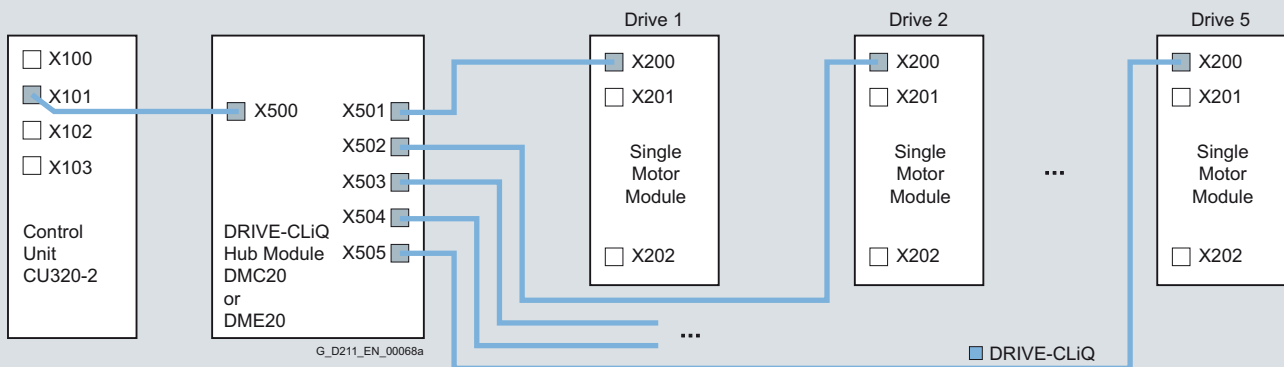 Drive 1
Drive 2
Drive 5
X100
X101
X102
X103
Control
Unit
CU320-2
X500
X501
X502
X503
X504
X505
DRIVE-CLiQ
Hub Module
DMC20
or
DME20
X200
X201
Single
Motor
Module
X202
X200
X201
Single
Motor
Module
X202
...
X200
X201
Single
Motor
Module
X202
...
G_D211_EN_00068a
DRIVE-CLiQ